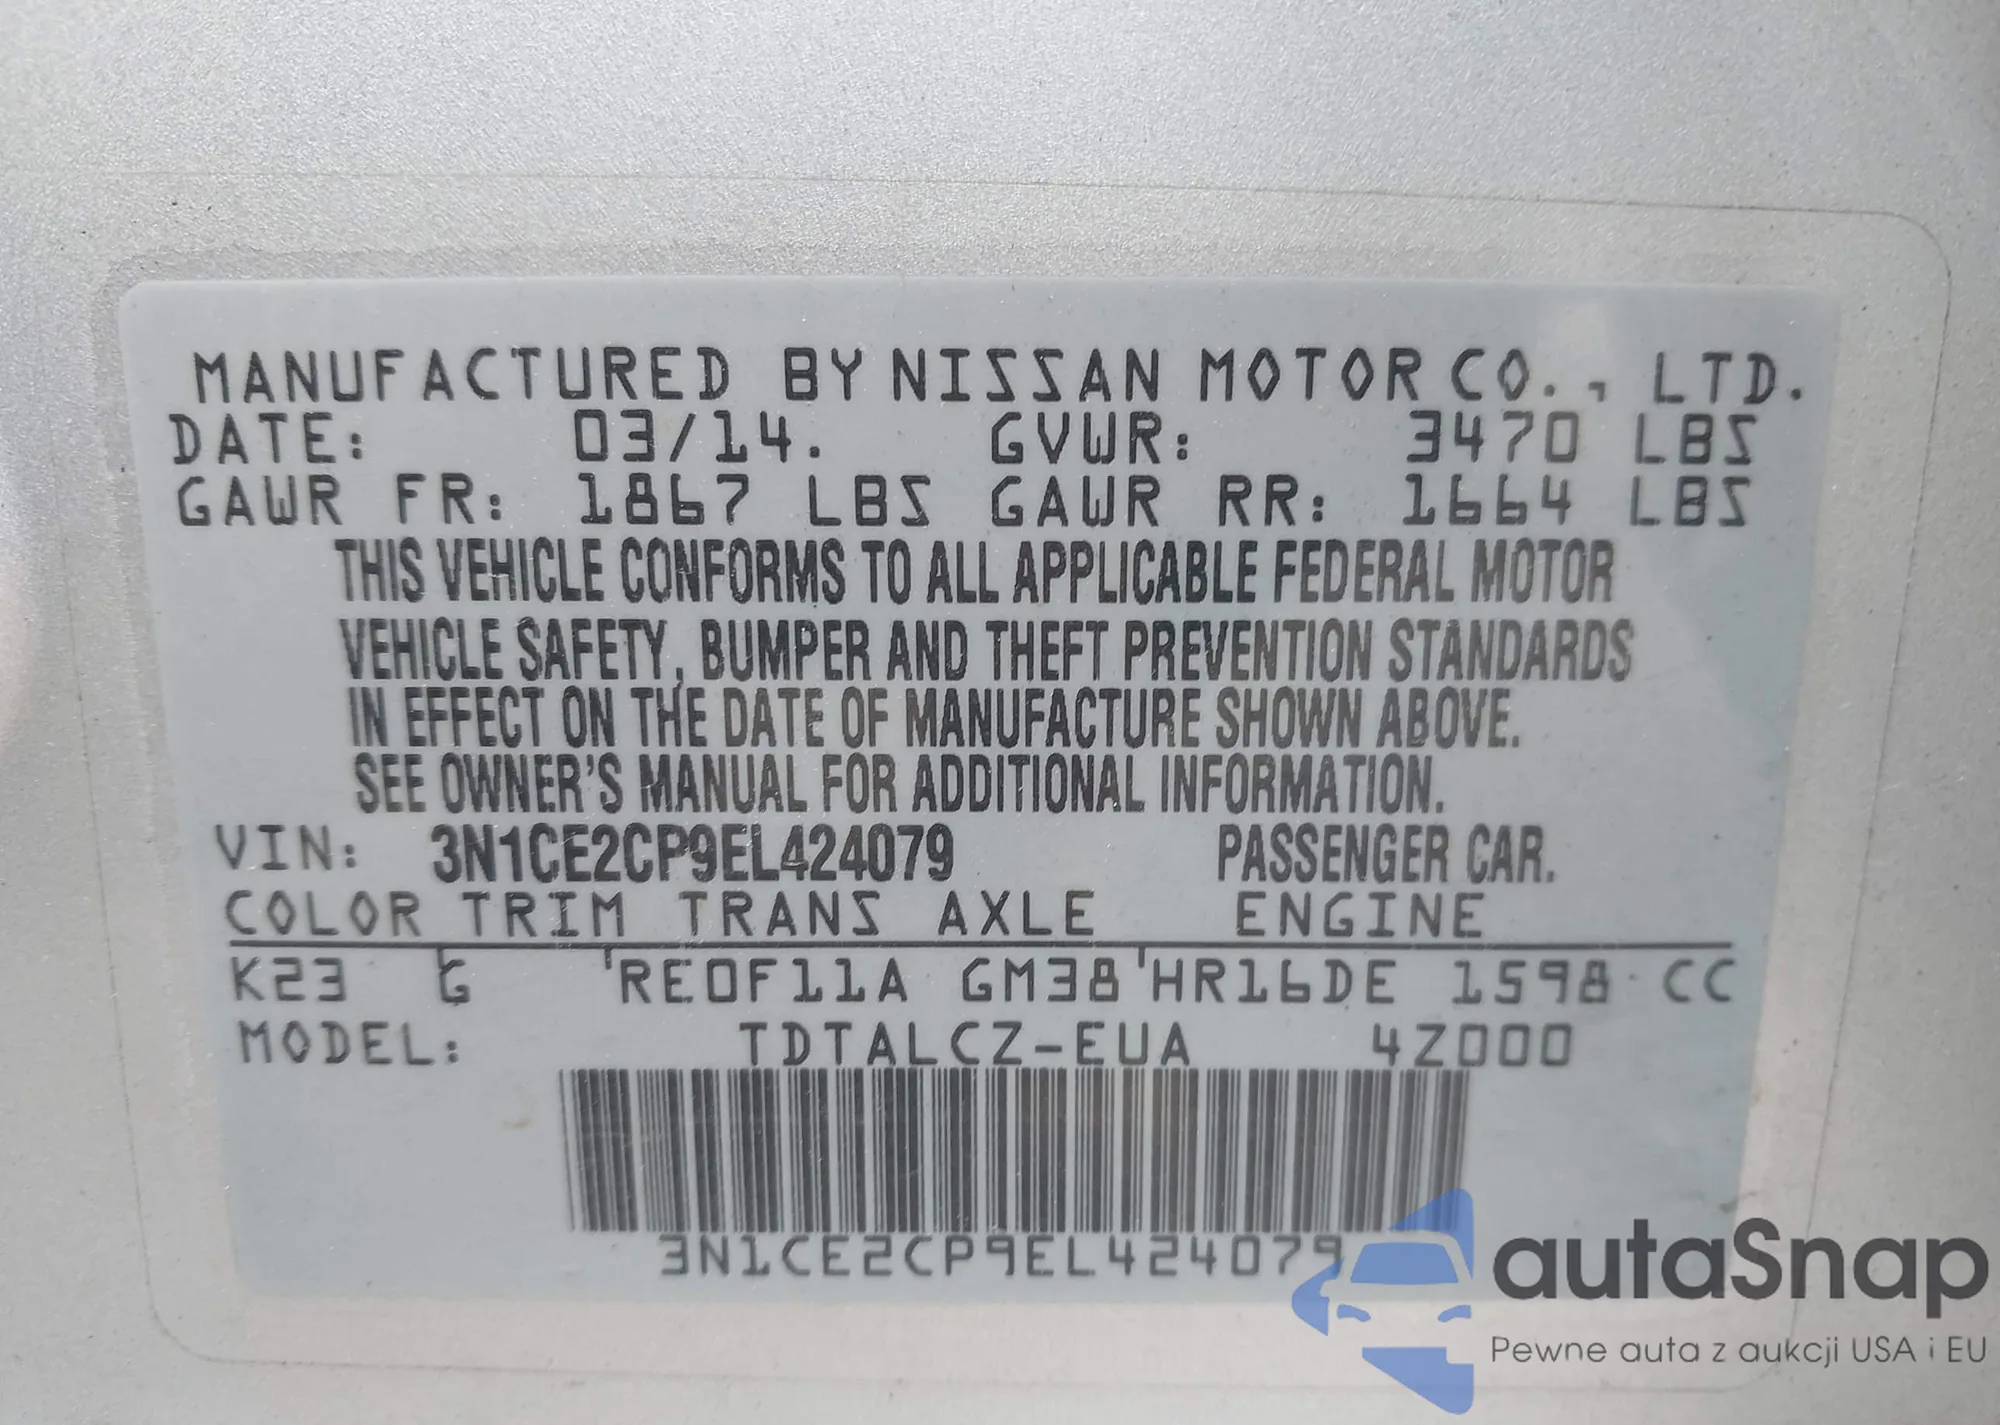 MANUFACTURED BY NISSAN MOTOR CO., LTD.
DATE: 03/14. GVWR: 3470 LBS
GAWR FR: 1867 LBS GAWR RR: 1664 LBS
THIS VEHICLE CONFORMS TO ALL APPLICABLE FEDERAL MOTOR
VEHICLE SAFETY, BUMPER AND THEFT PREVENTION STANDARDS
IN EFFECT ON THE DATE OF MANUFACTURE SHOWN ABOVE.
SEE OWNER'S MANUAL FOR ADDITIONAL INFORMATION.
VIN: 3N1CE2CP9EL424079 PASSENGER CAR.
COLOR TRIM TRANS AXLE ENGINE
K23 G RE0F11A GM38 HR16DE 1598 CC
MODEL: TDTALCZ-EUA 4Z000
3N1CE2CP9EL424079
autaSnap
Pewne auta z aukcji USA i EU